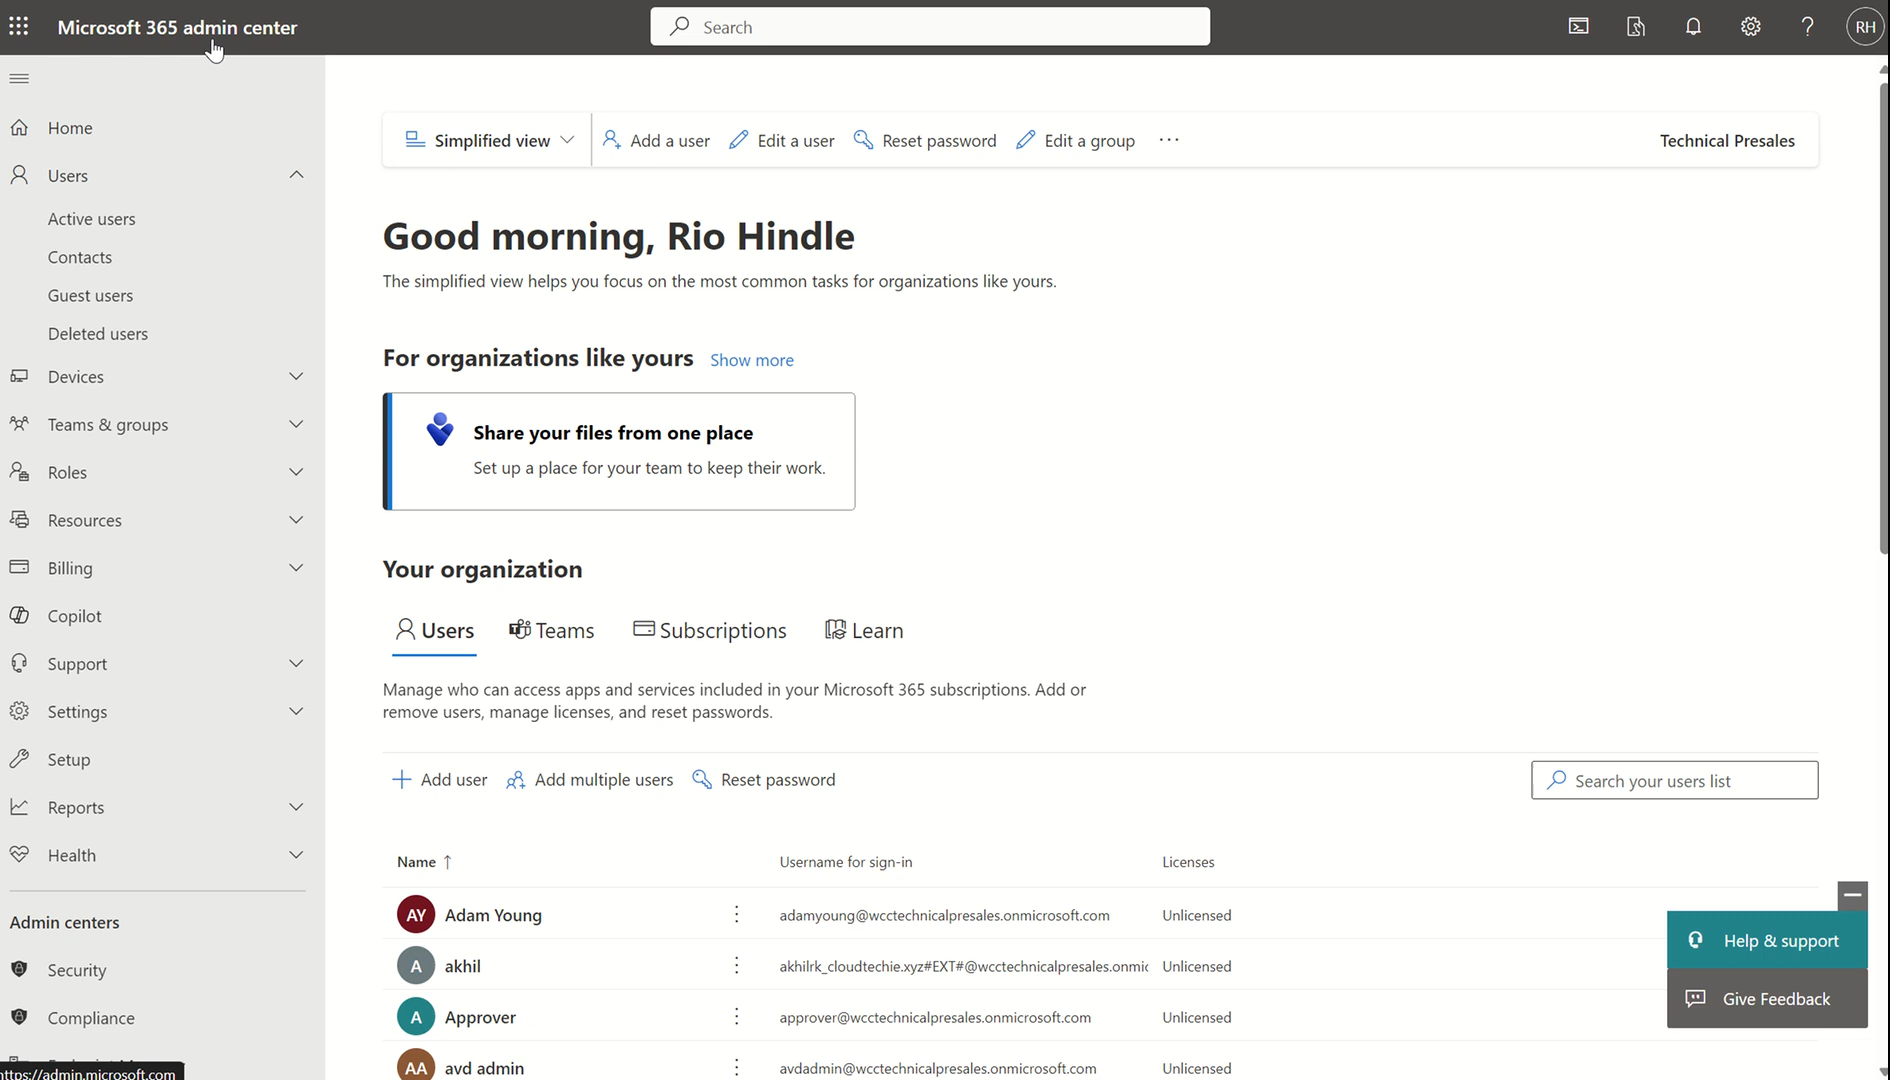 Microsoft 365 admin center
Search
RH
Home
Users
Active users
Contacts
Guest users
Deleted users
Devices
Teams & groups
Roles
Resources
Billing
Copilot
Support
Settings
Setup
Reports
Health
Admin centers
Security
Compliance
https://admin.microsoft.com
Simplified view
Add a user
Edit a user
Reset password
Edit a group
Technical Presales
Good morning, Rio Hindle
The simplified view helps you focus on the most common tasks for organizations like yours.
For organizations like yours Show more
Share your files from one place
Set up a place for your team to keep their work.
Your organization
Users Teams Subscriptions Learn
Manage who can access apps and services included in your Microsoft 365 subscriptions. Add or
remove users, manage licenses, and reset passwords.
Add user Add multiple users Reset password Search your users list
Name ↑ Username for sign-in Licenses
AY Adam Young adamyoung@wcctechnicalpresales.onmicrosoft.com Unlicensed
A akhil akhilrk_cloudtechie.xyz#EXT#@wcctechnicalpresales.onmic Unlicensed
A Approver approver@wcctechnicalpresales.onmicrosoft.com Unlicensed
AA avd admin avdadmin@wcctechnicalpresales.onmicrosoft.com Unlicensed
Help & support
Give Feedback